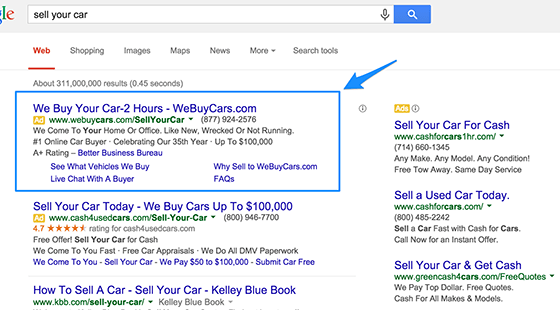 gle
sell your car
Web Shopping Images Maps News More Search tools
About 311,000,000 results (0.45 seconds)
We Buy Your Car-2 Hours - WeBuyCars.com
Ad www.webuycars.com/SellYourCar (877) 924-2576
We Come To Your Home Or Office. Like New, Wrecked Or Not Running.
#1 Online Car Buyer · Celebrating Our 35th Year · Up To $100,000
A+ Rating – Better Business Bureau
See What Vehicles We Buy Why Sell to WeBuyCars.com
Live Chat With A Buyer FAQs
Sell Your Car Today - We Buy Cars Up To $100,000
Ad www.cash4usedcars.com/Sell-Your-Car (800) 946-7700
4.7 ★★★★★ rating for cash4usedcars.com
Free Offer! Sell Your Car for Cash
We Come To You Fast · Free Car Appraisals · We Do All DMV Paperwork
We Come to You - Sell Your Car - We Pay $50 to $100,000 - Submit Car Free
How To Sell A Car - Kelley Blue Book
www.kbb.com/sell-your-car/ Kelley Blue Book
Ads
Sell Your Car For Cash
www.cashforcars1hr.com/
(714) 660-1345
Any Make. Any Model. Any Condition!
Free Tow Away. Same Day Service
Sell a Used Car Today.
www.cashforcars.com/
(800) 485-2242
Sell a Car Fast with Cash for Cars.
Call Now for an Instant Offer.
Sell Your Car & Get Cash
www.greencash4cars.com/FreeQuotes
We Pay Top Dollar. Free Quotes.
Cash For All Makes & Models.